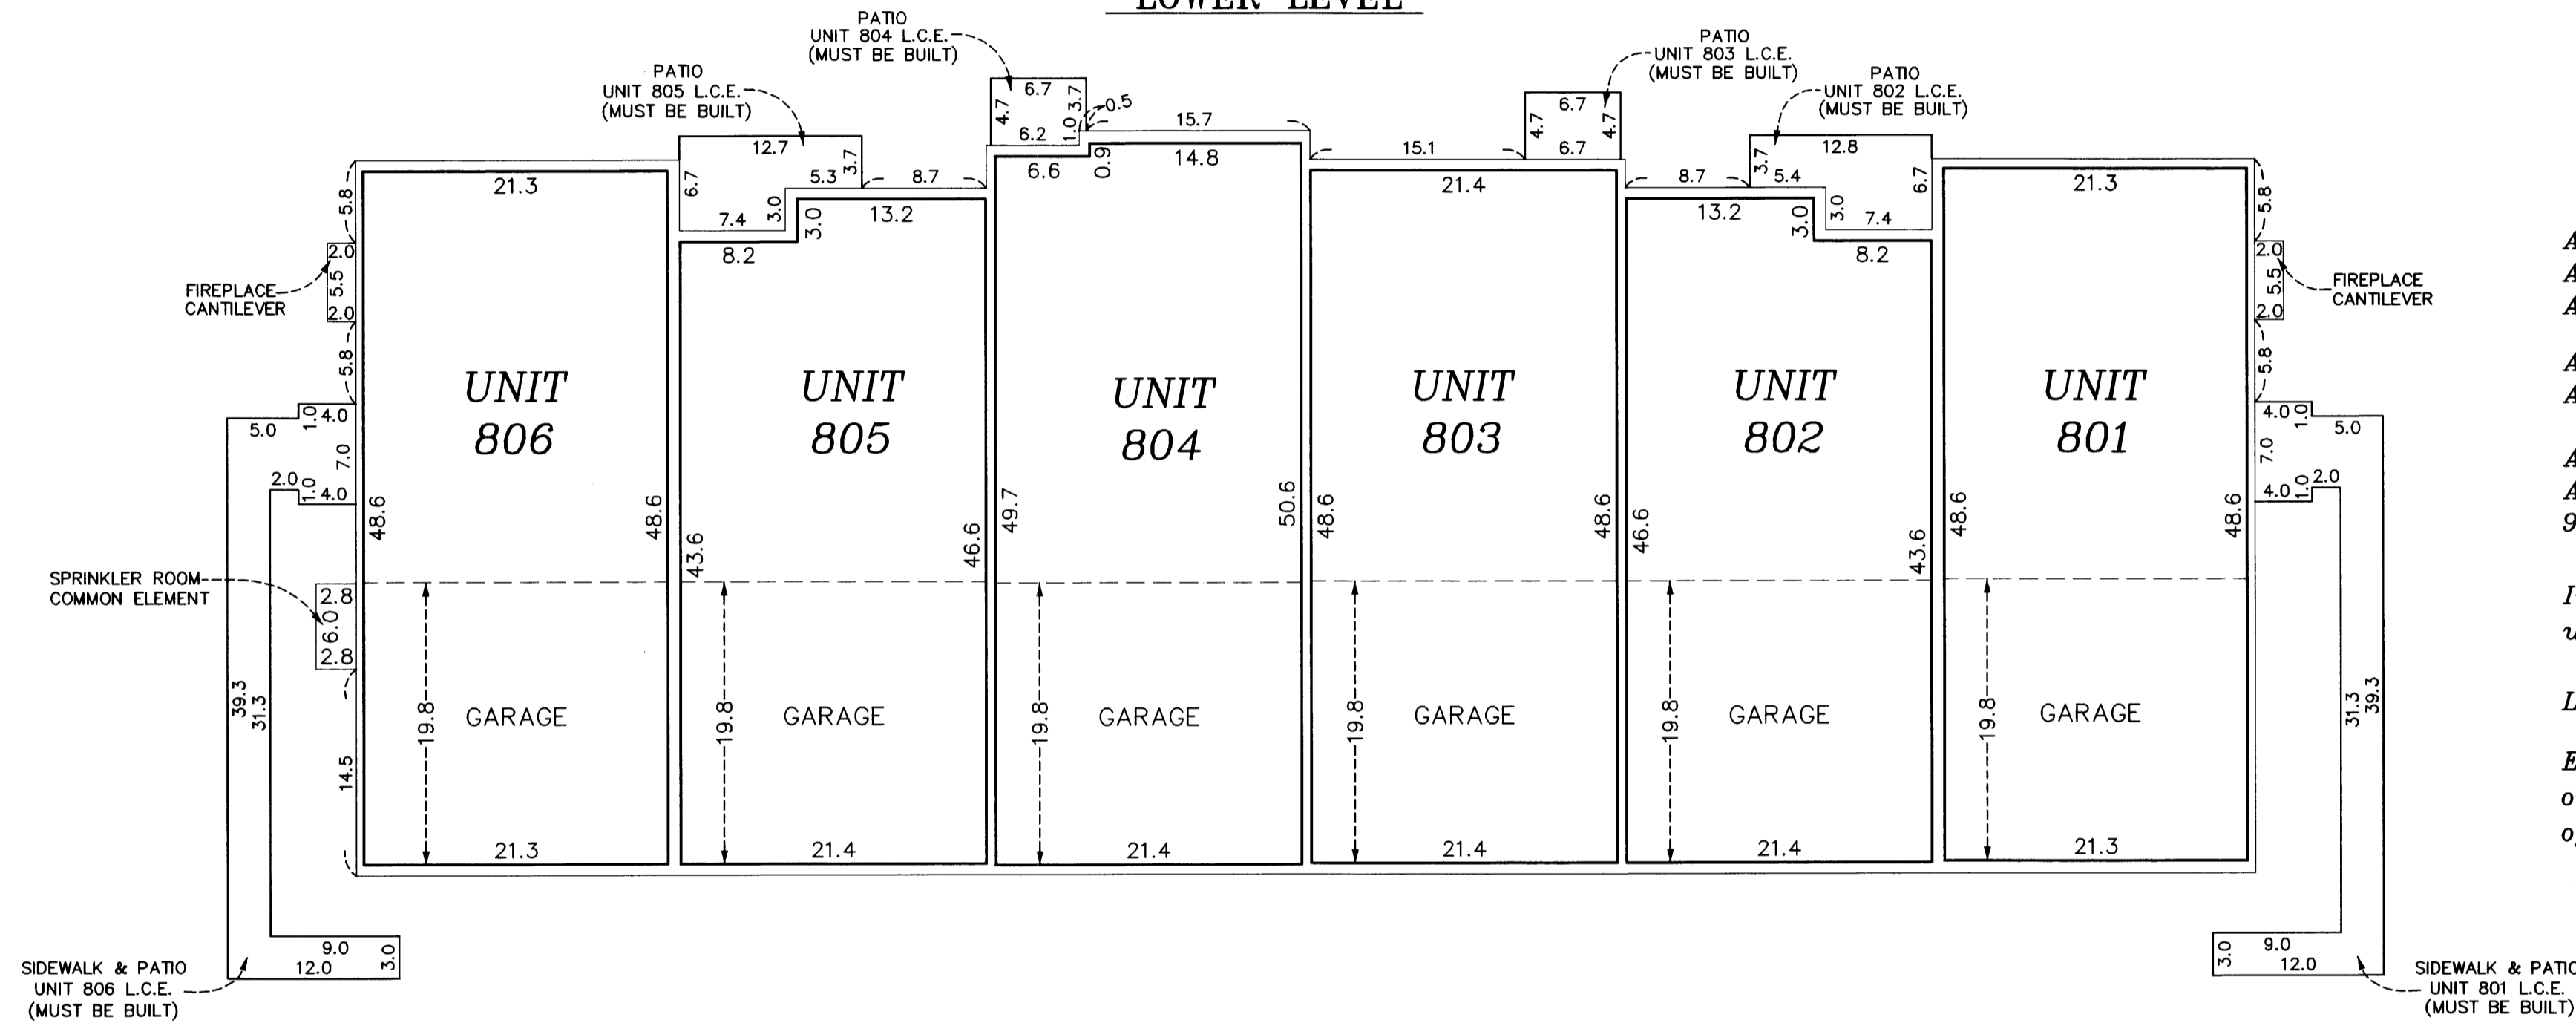 LOWER LEVEL
PATIO
UNIT 804 L.C.E.
(MUST BE BUILT)
PATIO
UNIT 803 L.C.E.
(MUST BE BUILT)
PATIO
UNIT 805 L.C.E.
(MUST BE BUILT)
PATIO
UNIT 802 L.C.E.
(MUST BE BUILT)
6.7
4.7
3.7
0.5
6.2
1.0
15.7
6.7
4.7
4.7
6.7
15.1
12.7
6.7
3.7
5.3
8.7
7.4
3.0
12.8
3.7
5.4
6.7
8.7
3.0
7.4
5.8
21.3
8.2
3.0
13.2
6.6
0.9
14.8
21.4
13.2
3.0
8.2
21.3
5.8
2.0
5.5
2.0
5.8
FIREPLACE
CANTILEVER
2.0
5.5
2.0
5.8
FIREPLACE
CANTILEVER
UNIT
806
UNIT
805
UNIT
804
UNIT
803
UNIT
802
UNIT
801
1.0
4.0
5.0
7.0
2.0
1.0
4.0
4.0
1.0
5.0
7.0
2.0
4.0
1.0
48.6
48.6
43.6
46.6
49.7
50.6
48.6
48.6
46.6
43.6
48.6
48.6
SPRINKLER ROOM
COMMON ELEMENT
2.8
6.0
2.8
39.3
31.3
14.5
31.3
39.3
19.8
GARAGE
19.8
GARAGE
19.8
GARAGE
19.8
GARAGE
19.8
GARAGE
19.8
GARAGE
21.3
21.4
21.4
21.4
21.4
21.3
9.0
12.0
3.0
SIDEWALK & PATIO
UNIT 806 L.C.E.
(MUST BE BUILT)
3.0
9.0
12.0
SIDEWALK & PATIO
UNIT 801 L.C.E.
(MUST BE BUILT)